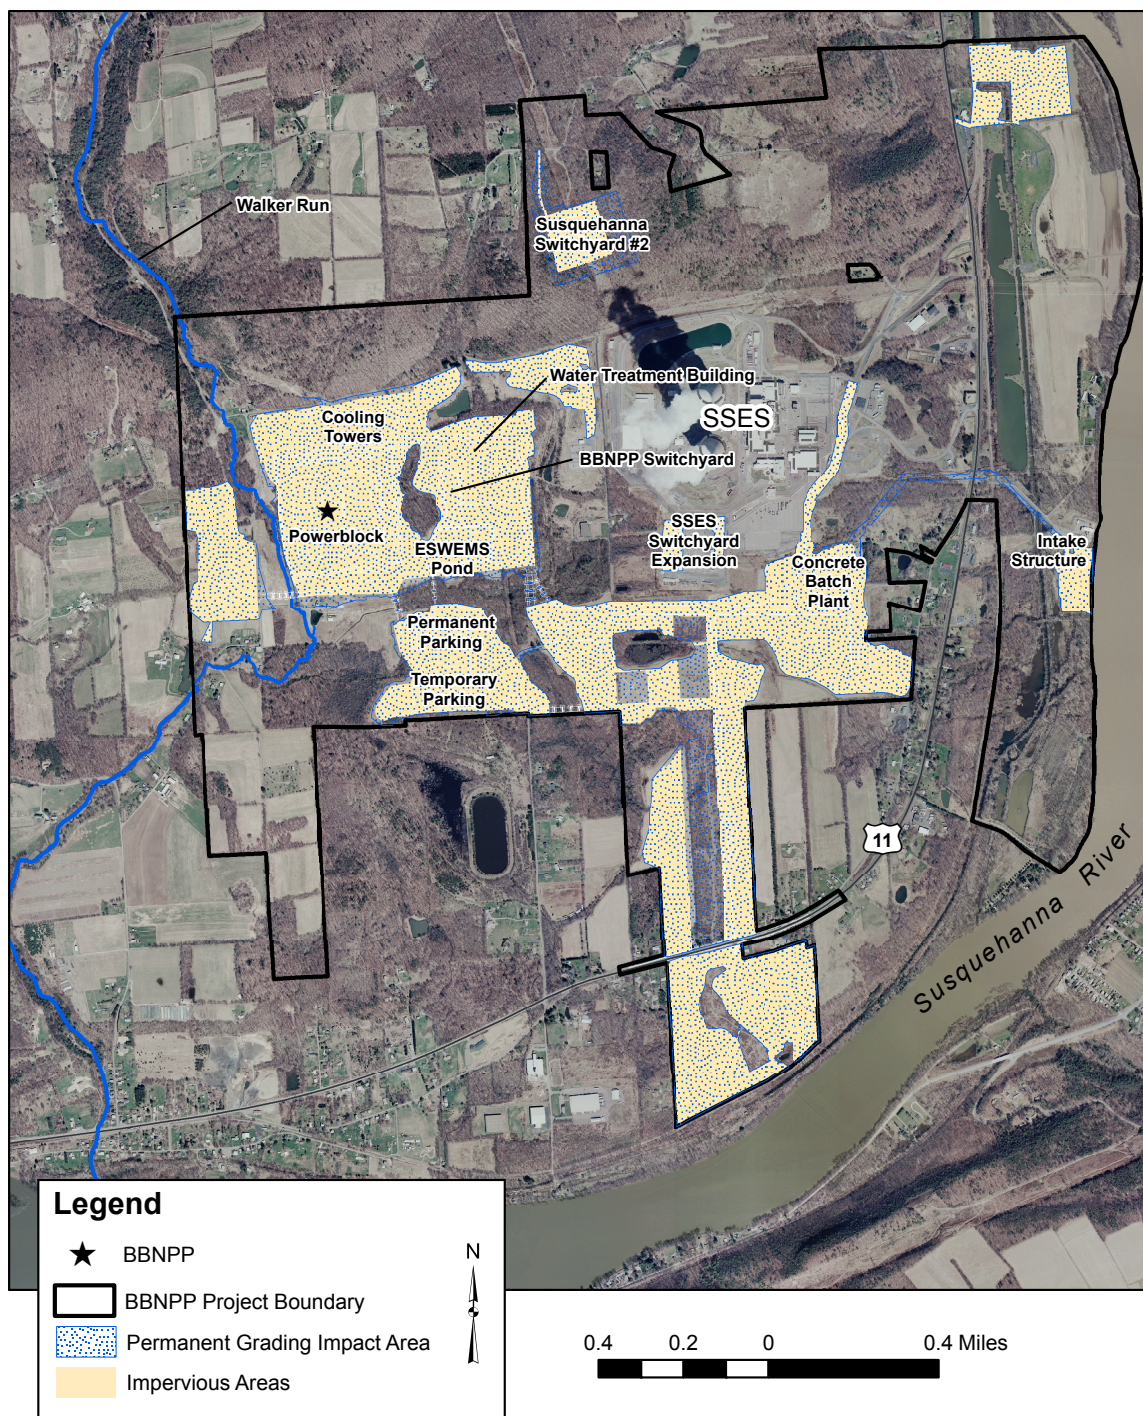 Walker Run
Susquehanna
Switchyard #2
Water Treatment Building
Cooling
Towers
SSES
BBNPP Switchyard
Powerblock
ESWEMS
Pond
SSES
Switchyard
Expansion
Concrete
Batch
Plant
Intake
Structure
Permanent
Parking
Temporary
Parking
11
Susquehanna River
Legend
BBNPP
BBNPP Project Boundary
Permanent Grading Impact Area
Impervious Areas
N
0.4 0.2 0 0.4 Miles